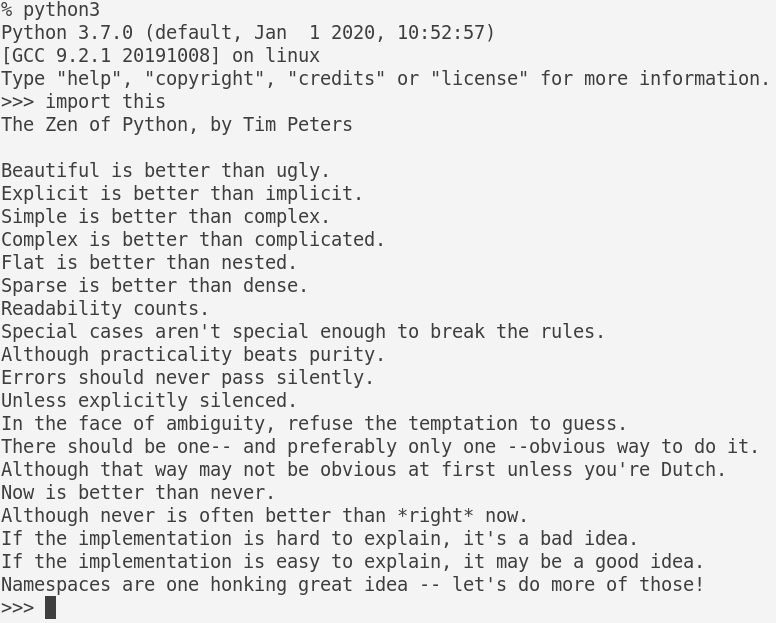 % python3
Python 3.7.0 (default, Jan  1 2020, 10:52:57)
[GCC 9.2.1 20191008] on linux
Type "help", "copyright", "credits" or "license" for more information.
>>> import this
The Zen of Python, by Tim Peters

Beautiful is better than ugly.
Explicit is better than implicit.
Simple is better than complex.
Complex is better than complicated.
Flat is better than nested.
Sparse is better than dense.
Readability counts.
Special cases aren't special enough to break the rules.
Although practicality beats purity.
Errors should never pass silently.
Unless explicitly silenced.
In the face of ambiguity, refuse the temptation to guess.
There should be one-- and preferably only one --obvious way to do it.
Although that way may not be obvious at first unless you're Dutch.
Now is better than never.
Although never is often better than *right* now.
If the implementation is hard to explain, it's a bad idea.
If the implementation is easy to explain, it may be a good idea.
Namespaces are one honking great idea -- let's do more of those!
>>>